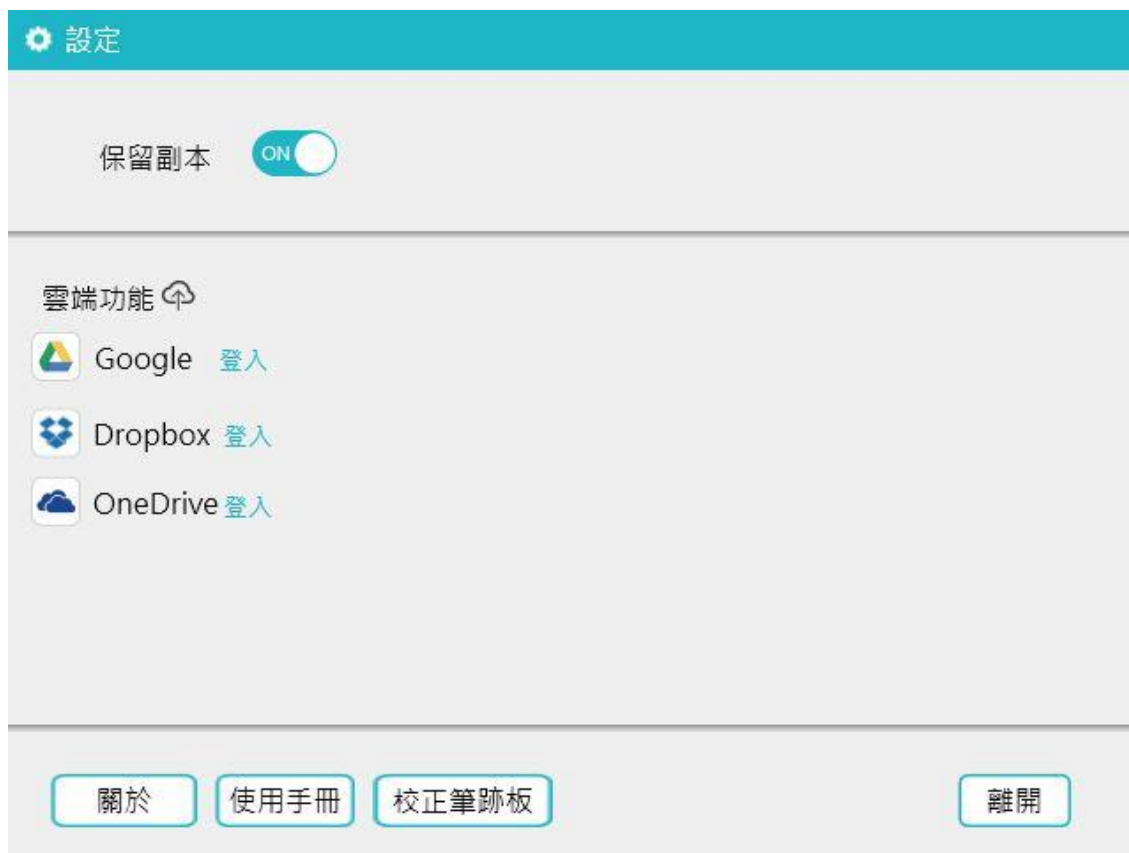 設定
保留副本 ON
雲端功能
Google 登入
Dropbox 登入
OneDrive 登入
關於 使用手冊 校正筆跡板 離開